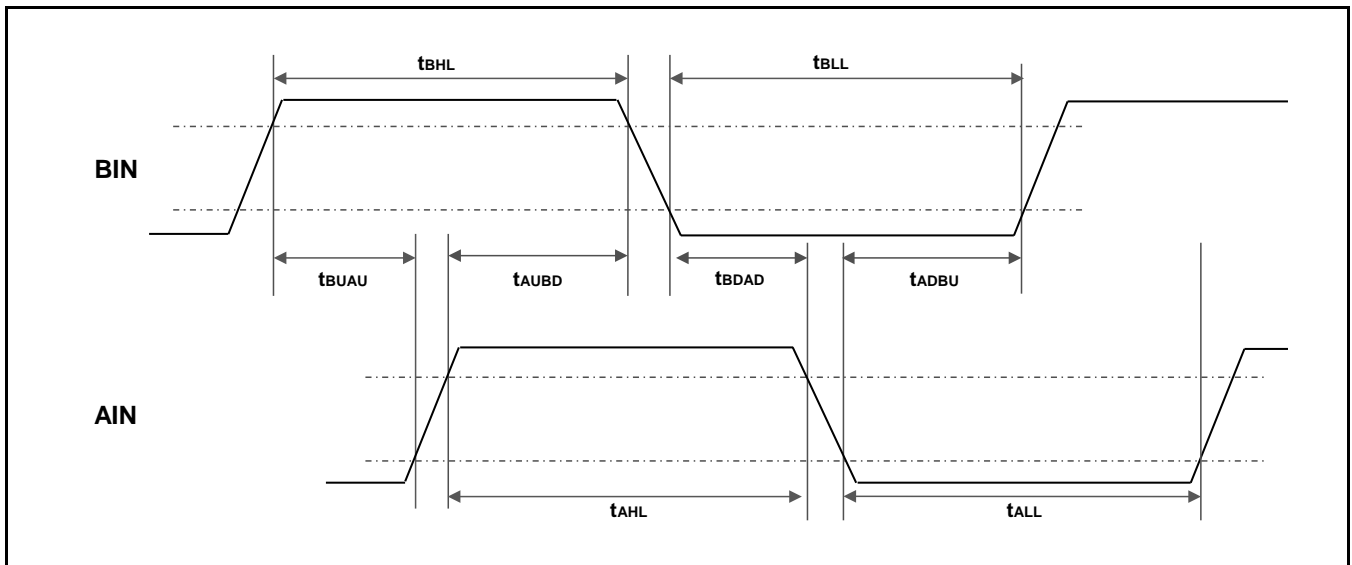 tBHL
tBLL
BIN
tBUAU
tAUBD
tBDAD
tADBU
AIN
tAHL
tALL